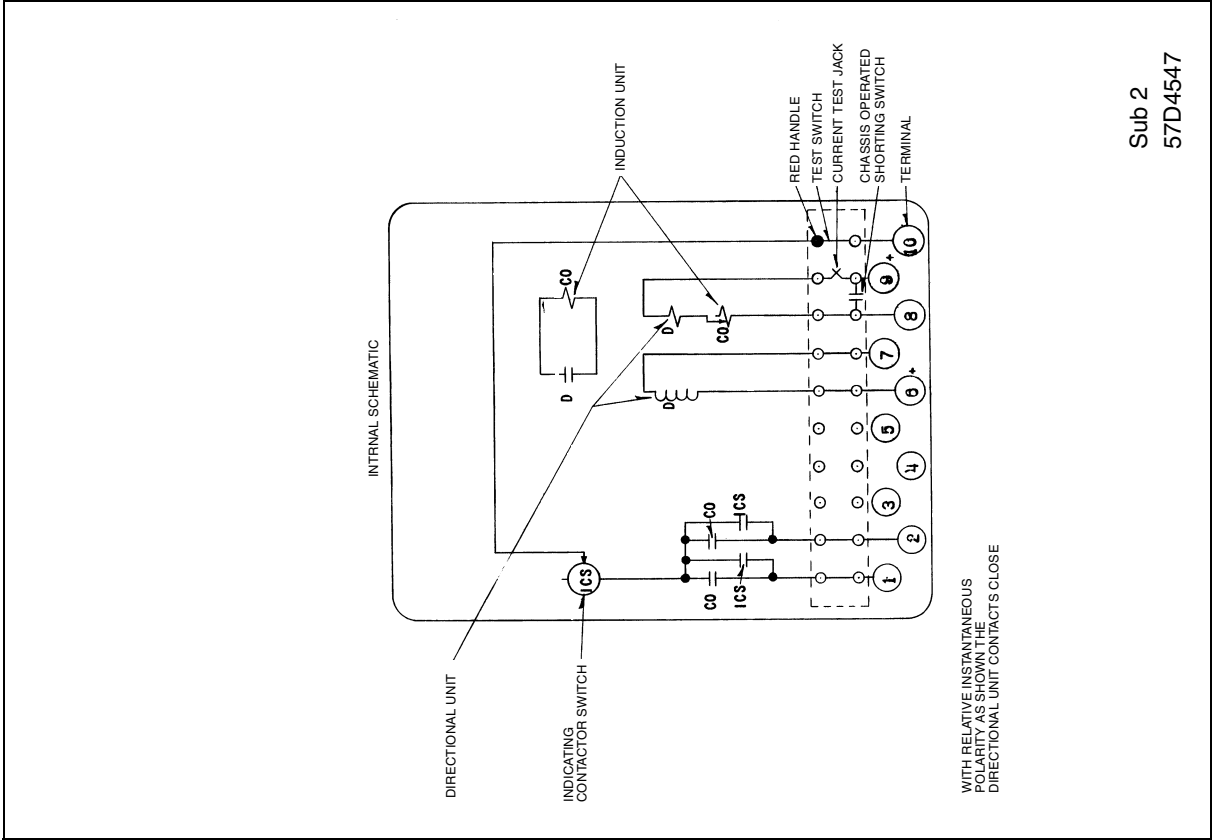 INTRNAL SCHEMATIC
DIRECTIONAL UNIT
INDICATING
CONTACTOR SWITCH
INDUCTION UNIT
RED HANDLE
TEST SWITCH
CURRENT TEST JACK
CHASSIS OPERATED
SHORTING SWITCH
TERMINAL
ICS
CO
ICS
CO
ICS
D
CO
D
D
CO
1
2
3
4
5
6
+
7
8
9
+
10
WITH RELATIVE INSTANTANEOUS
POLARITY AS SHOWN THE
DIRECTIONAL UNIT CONTACTS CLOSE
Sub 2
57D4547